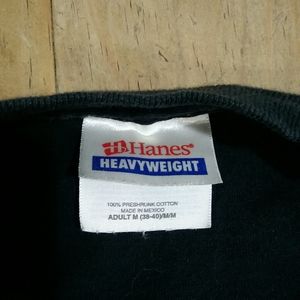 Hanes®
HEAVYWEIGHT
100% PRESHRUNK COTTON
MADE IN MEXICO
ADULT M (38-40)/M/M